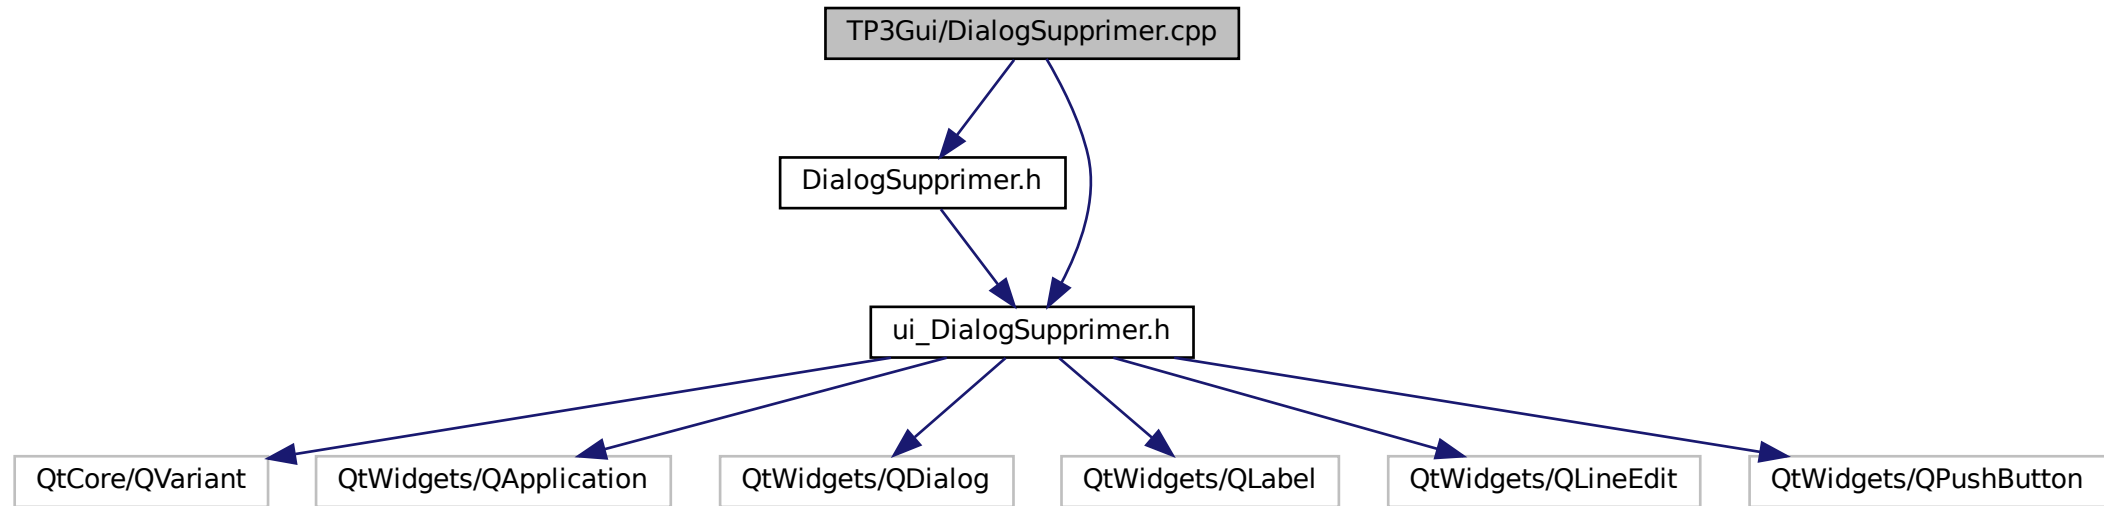 TP3Gui/DialogSupprimer.cpp
DialogSupprimer.h
ui_DialogSupprimer.h
QtCore/QVariant
QtWidgets/QApplication
QtWidgets/QDialog
QtWidgets/QLabel
QtWidgets/QLineEdit
QtWidgets/QPushButton